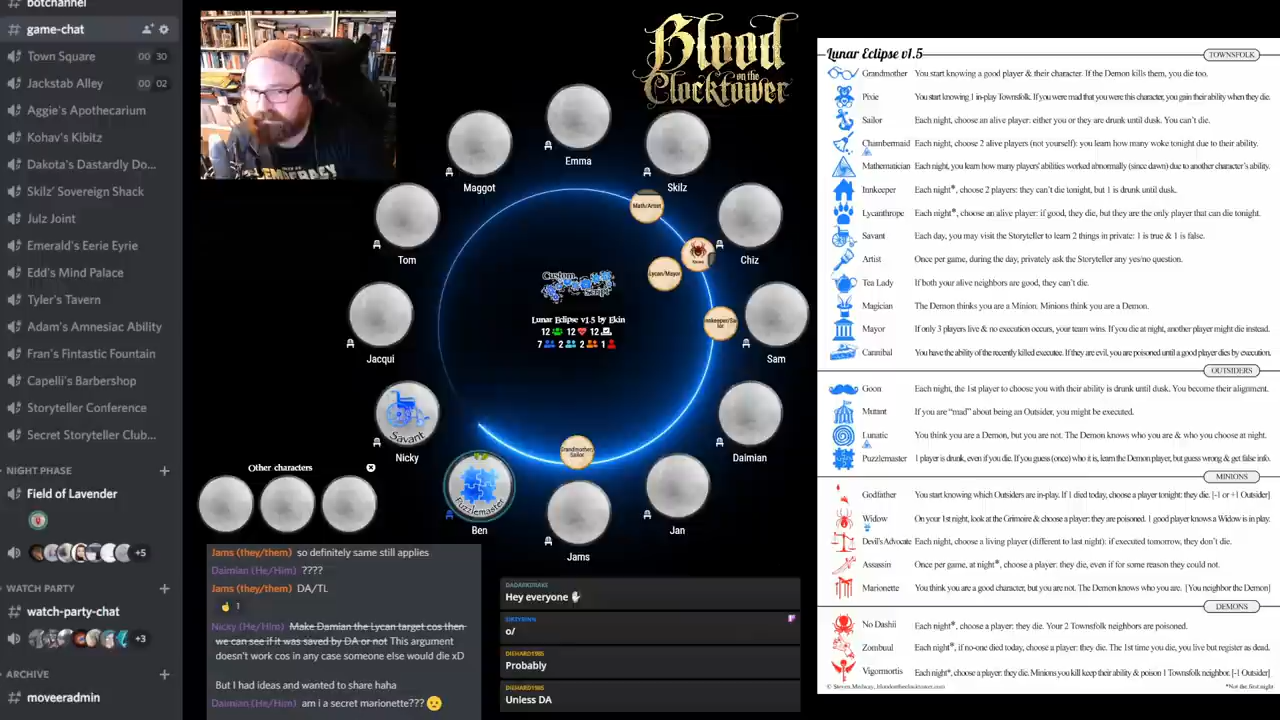 botchannel
# game-chat
Town Square
00 30
02
George's Apothecarium
Kohav's Kibitz
Dakota's Dastardly Do...
Skilz' Sovereign Shack
Julz Joint
Emerald's Eerie Eyrie
Edd's Mind Palace
Tyler's Tavern
Adam's Amnesiac Ability
Fran's Fintastic Fountain
Capelli's Barbershop
Storyteller Conference
Secret Storyteller Club...
NIGHT PHASE
Field of Lavender
+5
WATCH PARTY
# watch-party-chat
+3
ARCHIVE
# moveeradmin
Blood
on the
Clocktower
Emma
Maggot
Skilz
Tom
Chiz
Jacqui
Sam
Nicky
Daimian
Ben
Jan
Jams
Savant
Puzzlemaster
Math/Artist
Lycan/Mayor
Custom
Script
Lunar Eclipse v1.5 by Ekin
12 12 12
7 2 2 1
Other characters
Jams (they/them) so definitely same still applies
Daimian (He/Him) ????
Jams (they/them) DA/TL
1
Nicky (He/Him) Make Damian the Lycan target cos then
we can see if it was saved by DA or not This argument
doesn't work cos in any case someone else would die xD
But I had ideas and wanted to share haha
Daimian (He/Him) am i a secret marionette???
Hey everyone
o/
DIEHARD1985
Probably
DIEHARD1985
Unless DA
Lunar Eclipse v1.5
TOWNSFOLK
Grandmother You start knowing a good player & their character. If the Demon kills them, you die too.
Pixie You start knowing 1 in-play Townsfolk. If you were mad that you were this character, you gain their ability when they die.
Sailor Each night, choose an alive player: either you or they are drunk until dusk. You can't die.
Chambermaid Each night, choose 2 alive players (not yourself): you learn how many woke tonight due to their ability.
Mathematician Each night, you learn how many players' abilities worked abnormally (since dawn) due to another character's ability.
Innkeeper Each night*, choose 2 players: they can't die tonight, but 1 is drunk until dusk.
Lycanthrope Each night*, choose an alive player: if good, they die, but they are the only player that can die tonight.
Savant Each day, you may visit the Storyteller to learn 2 things in private: 1 is true & 1 is false.
Artist Once per game, during the day, privately ask the Storyteller any yes/no question.
Tea Lady If both your alive neighbors are good, they can't die.
Magician The Demon thinks you are a Minion. Minions think you are a Demon.
Mayor If only 3 players live & no execution occurs, your team wins. If you die at night, another player might die instead.
Cannibal You have the ability of the recently killed executee. If they are evil, you are poisoned until a good player dies by execution.
OUTSIDERS
Goon Each night, the 1st player to choose you with their ability is drunk until dusk. You become their alignment.
Mutant If you are "mad" about being an Outsider, you might be executed.
Lunatic You think you are a Demon, but you are not. The Demon knows who you are & who you choose at night.
Puzzlemaster 1 player is drunk, even if you die. If you guess (once) who it is, learn the Demon player, but guess wrong & get false info.
MINIONS
Godfather You start knowing which Outsiders are in-play. If 1 died today, choose a player tonight: they die. [-1 or +1 Outsider]
Widow On your 1st night, look at the Grimoire & choose a player: they are poisoned. 1 good player knows a Widow is in play.
Devil's Advocate Each night, choose a living player (different to last night): if executed tomorrow, they don't die.
Assassin Once per game, at night*, choose a player: they die, even if for some reason they could not.
Marionette You think you are a good character, but you are not. The Demon knows who you are. [You neighbor the Demon]
DEMONS
No Dashii Each night*, choose a player: they die. Your 2 Townsfolk neighbors are poisoned.
Zombuul Each night*, if no-one died today, choose a player: they die. The 1st time you die, you live but register as dead.
Vigormortis Each night*, choose a player: they die. Minions you kill keep their ability & poison 1 Townsfolk neighbor. [-1 Outsider]
© Steven Medway, bloodontheclocktower.com
*Not the first night